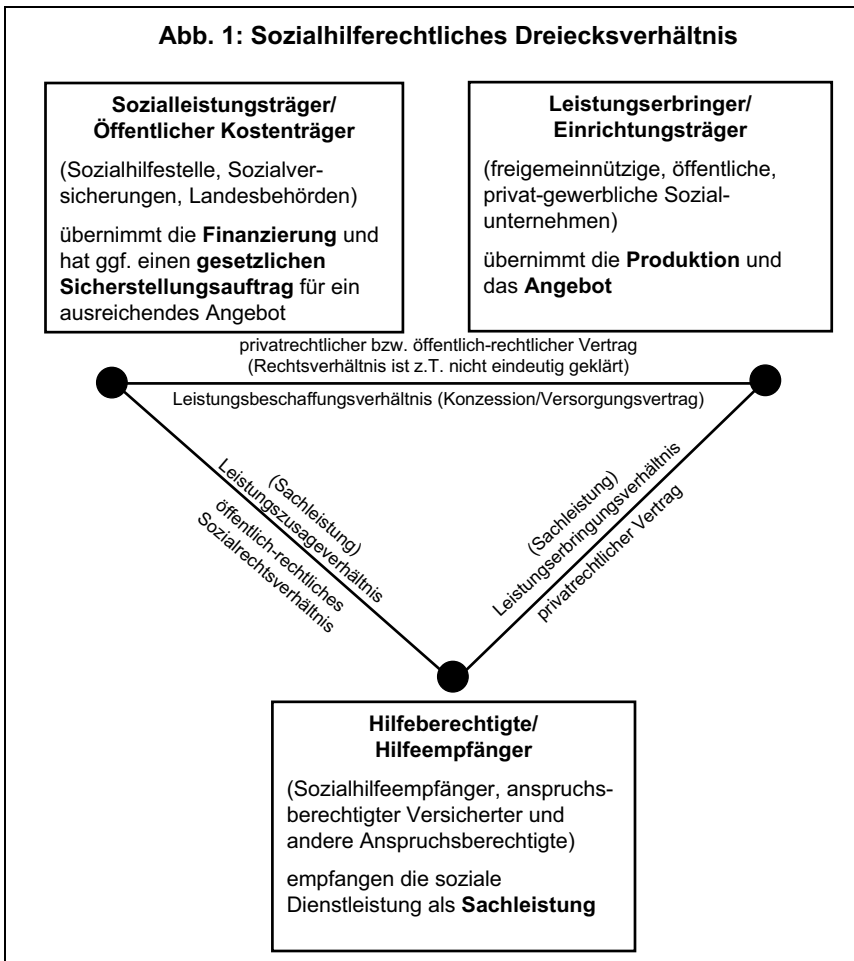 Abb. 1: Sozialhilferechtliches Dreiecksverhältnis
Sozialleistungsträger/
Öffentlicher Kostenträger
(Sozialhilfestelle, Sozialver-
sicherungen, Landesbehörden)
übernimmt die Finanzierung und
hat ggf. einen gesetzlichen
Sicherstellungsauftrag für ein
ausreichendes Angebot
Leistungserbringer/
Einrichtungsträger
(freigemeinnützige, öffentliche,
privat-gewerbliche Sozial-
unternehmen)
übernimmt die Produktion und
das Angebot
privatrechtlicher bzw. öffentlich-rechtlicher Vertrag
(Rechtsverhältnis ist z.T. nicht eindeutig geklärt)
Leistungsbeschaffungsverhältnis (Konzession/Versorgungsvertrag)
(Sachleistung)
Leistungszusageverhältnis
öffentlich-rechtliches
Sozialrechtsverhältnis
(Sachleistung)
Leistungserbringungsverhältnis
privatrechtlicher Vertrag
Hilfeberechtigte/
Hilfeempfänger
(Sozialhilfeempfänger, anspruchs-
berechtigter Versicherter und
andere Anspruchsberechtigte)
empfangen die soziale
Dienstleistung als Sachleistung